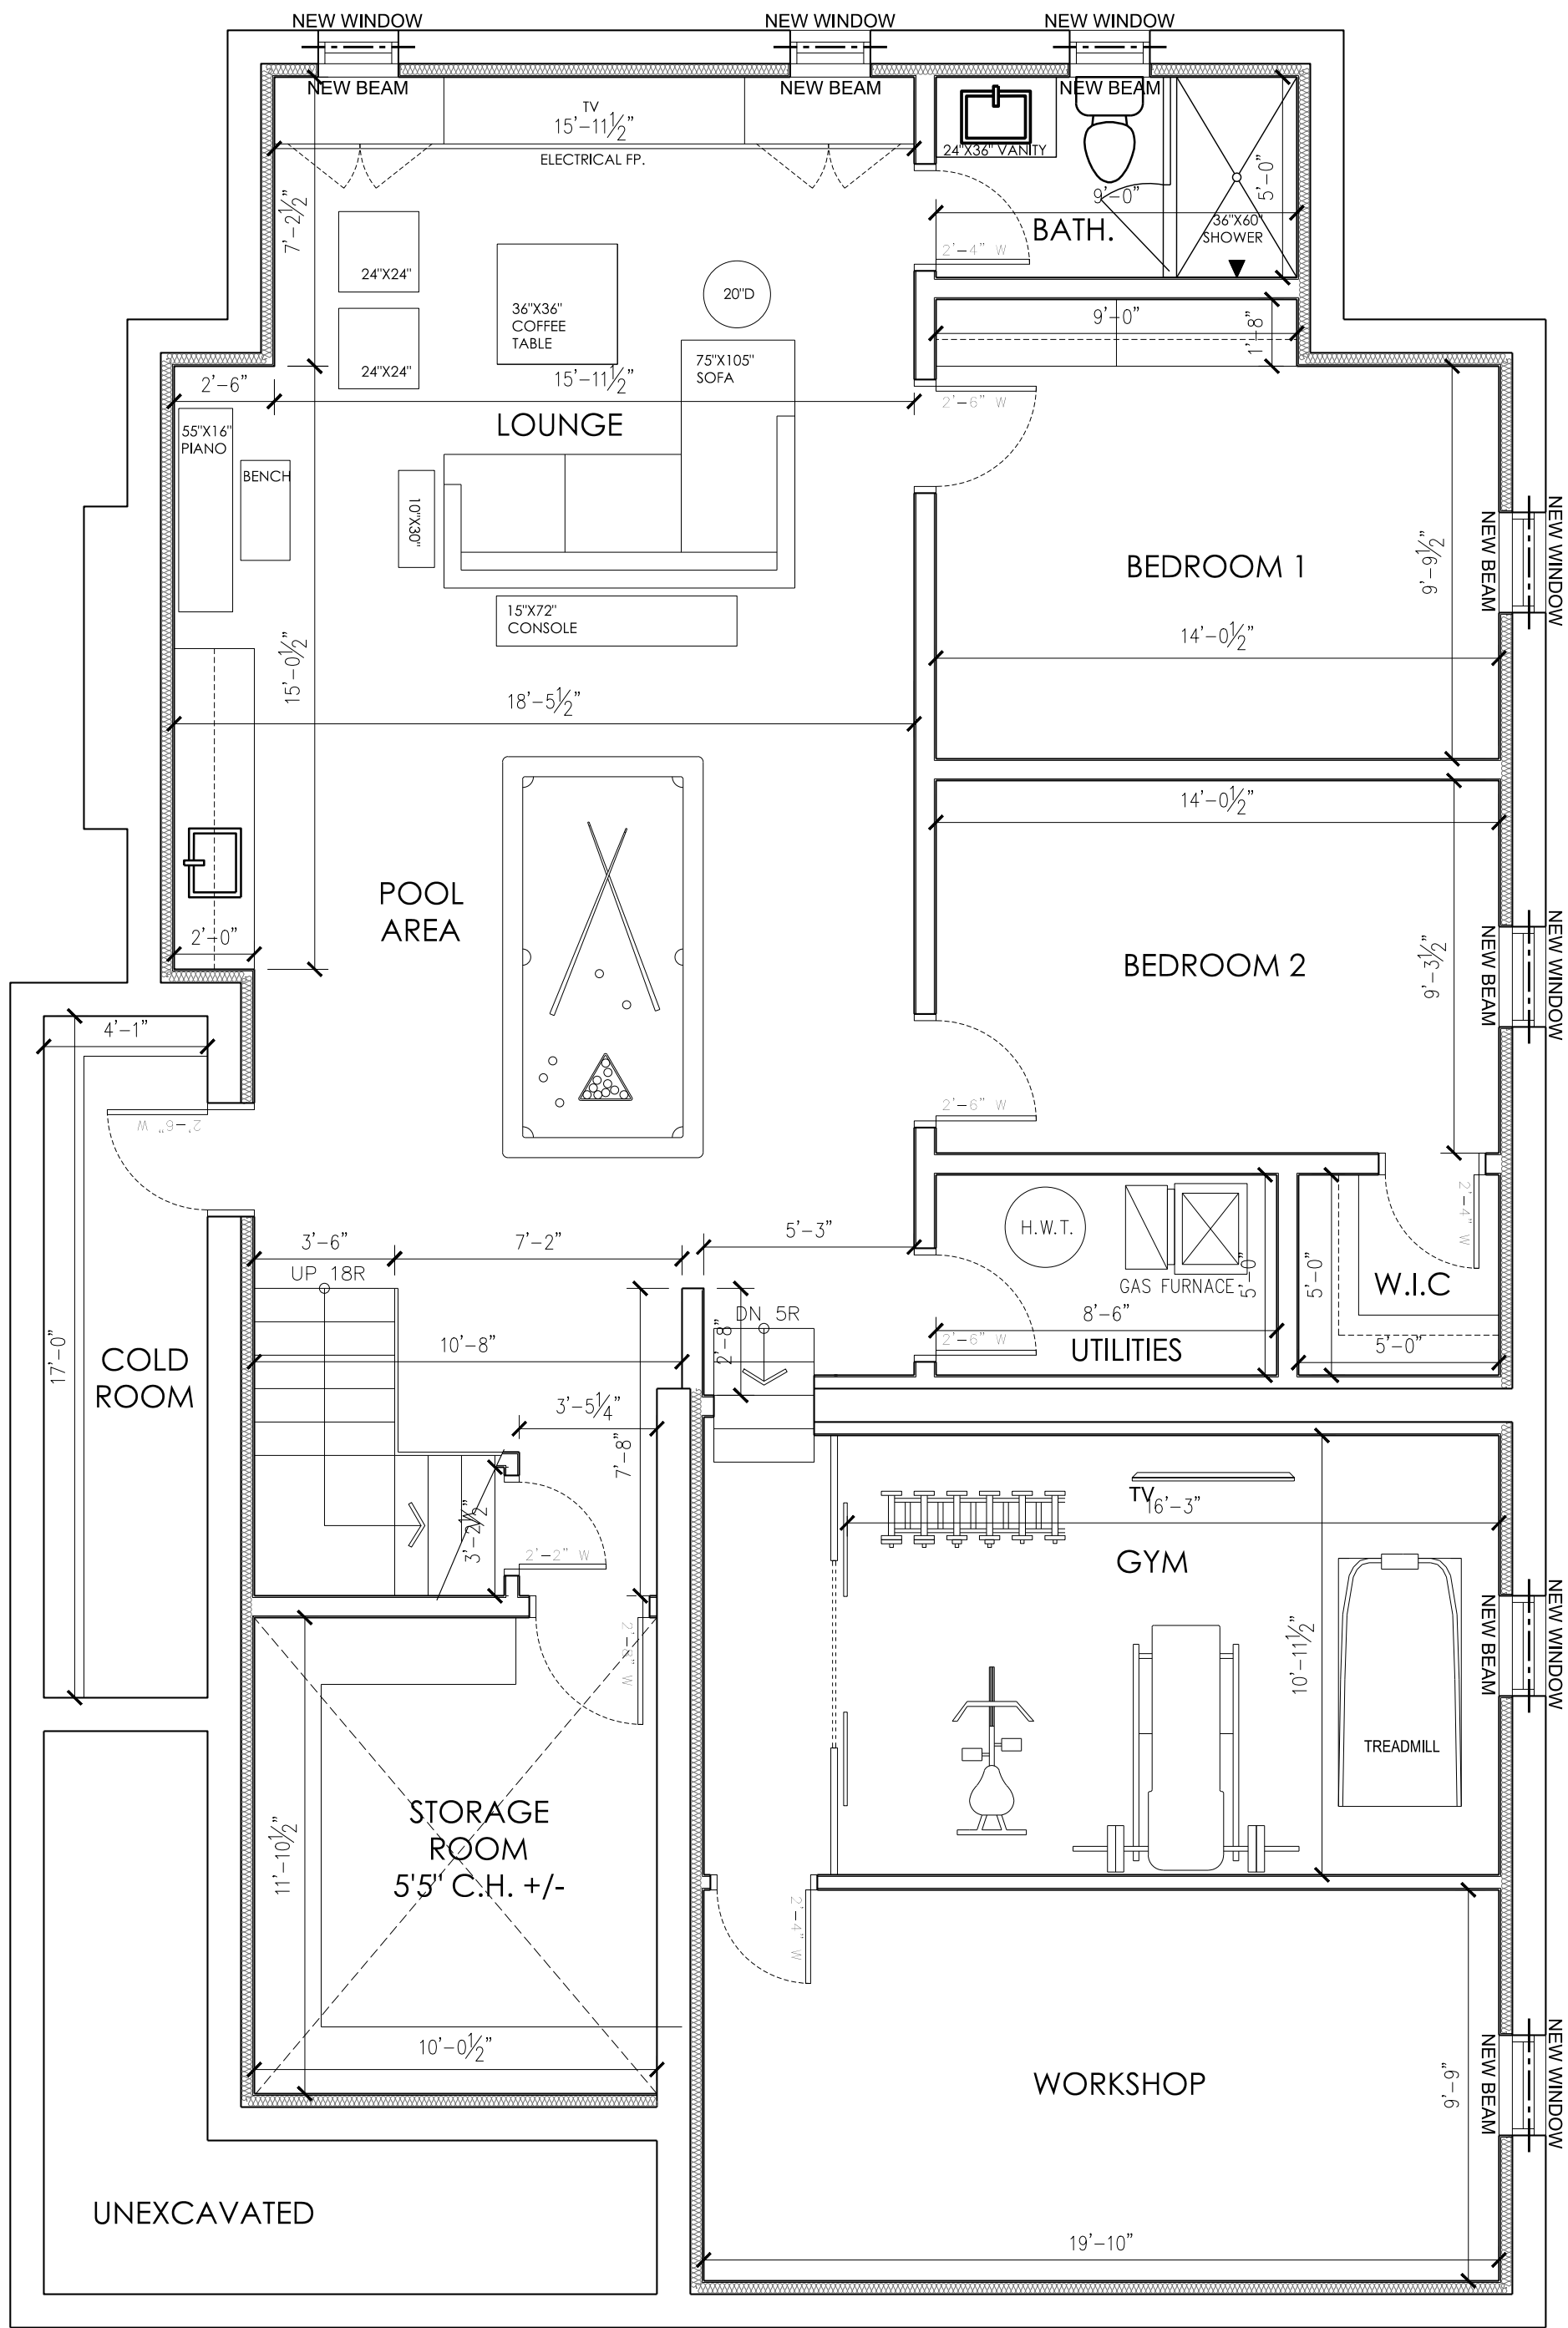 NEW WINDOW
NEW WINDOW
NEW WINDOW
NEW BEAM
NEW BEAM
NEW BEAM
TV
15'-11½"
ELECTRICAL FP.
24"X36" VANITY
7'-2½"
5'-0"
9'-0"
BATH.
36"X60"
SHOWER
2'-4" W
24"X24"
36"X36"
COFFEE
TABLE
20"D
24"X24"
75"X105"
SOFA
9'-0"
1'-8"
2'-6"
15'-11½"
2'-6" W
LOUNGE
55"X16"
PIANO
BENCH
10"X30"
NEW WINDOW
NEW BEAM
BEDROOM 1
9'-9½"
15"X72"
CONSOLE
14'-0½"
15'-0½"
18'-5½"
14'-0½"
POOL
AREA
2'-0"
BEDROOM 2
9'-3½"
NEW BEAM
NEW WINDOW
4'-1"
2'-6" W
2'-6" W
3'-6"
7'-2"
5'-3"
H.W.T.
GAS FURNACE
5'-0"
5'-0"
2'-4" W
W.I.C
UP 18R
DN 5R
2'-8"
8'-6"
2'-6" W
UTILITIES
5'-0"
17'-0"
COLD
ROOM
10'-8"
3'-5¼"
7'-8"
3'-2½"
2'-2" W
TV
16'-3"
GYM
10'-11½"
NEW BEAM
NEW WINDOW
2'-8" W
TREADMILL
STORAGE
ROOM
5'5" C.H. +/-
11'-10½"
2'-4" W
10'-0½"
WORKSHOP
9'-9"
NEW BEAM
NEW WINDOW
UNEXCAVATED
19'-10"